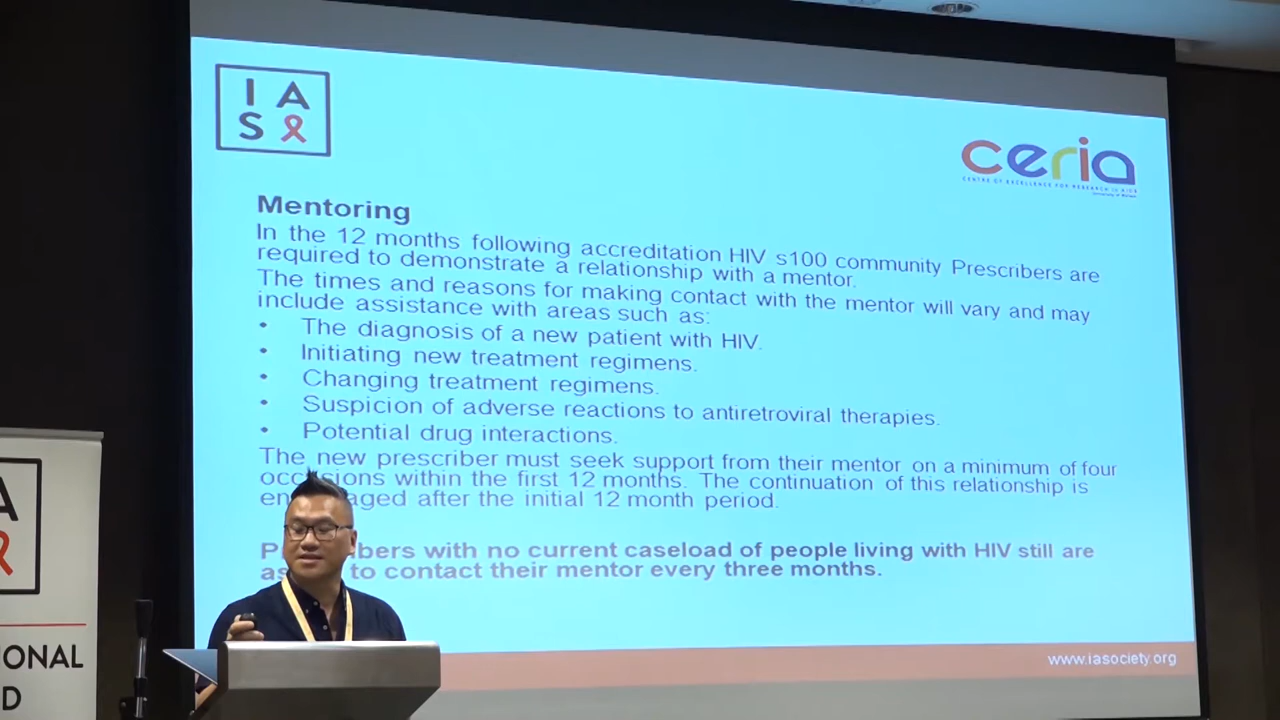 I A
S
ceria
CENTRE OF EXCELLENCE FOR RESEARCH IN AIDS
Mentoring
In the 12 months following accreditation HIV s100 community Prescribers are
required to demonstrate a relationship with a mentor.
The times and reasons for making contact with the mentor will vary and may
include assistance with areas such as:
• The diagnosis of a new patient with HIV.
• Initiating new treatment regimens.
• Changing treatment regimens.
• Suspicion of adverse reactions to antiretroviral therapies.
• Potential drug interactions.
The new prescriber must seek support from their mentor on a minimum of four
occasions within the first 12 months. The continuation of this relationship is
en aged after the initial 12 month period.
P bers with no current caseload of people living with HIV still are
as to contact their mentor every three months.
www.iasociety.org
A
IONAL
D